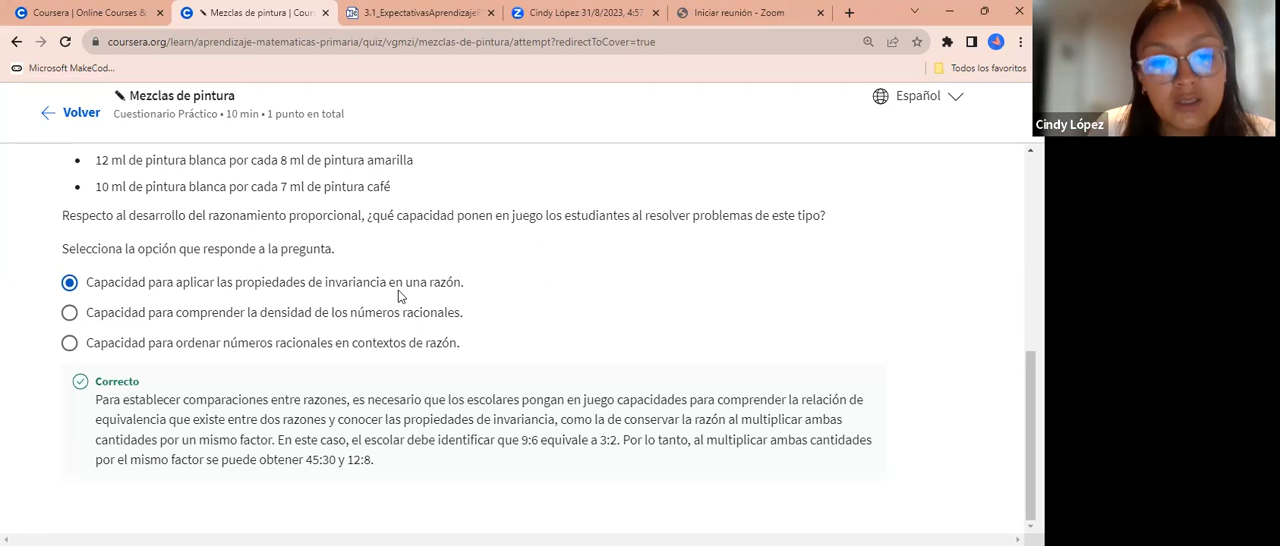 Coursera | Online Courses &
Mezclas de pintura | Cours
3.1_ExpectativasAprendizaje
Cindy López 31/8/2023, 4:57
Iniciar reunión - Zoom
coursera.org/learn/aprendizaje-matematicas-primaria/quiz/vgmzi/mezclas-de-pintura/attempt?redirectToCover=true
Microsoft MakeCod...
Todos los favoritos
Volver
Mezclas de pintura
Cuestionario Práctico • 10 min • 1 punto en total
Español
Cindy López
• 12 ml de pintura blanca por cada 8 ml de pintura amarilla
• 10 ml de pintura blanca por cada 7 ml de pintura café
Respecto al desarrollo del razonamiento proporcional, ¿qué capacidad ponen en juego los estudiantes al resolver problemas de este tipo?
Selecciona la opción que responde a la pregunta.
Capacidad para aplicar las propiedades de invariancia en una razón.
Capacidad para comprender la densidad de los números racionales.
Capacidad para ordenar números racionales en contextos de razón.
Correcto
Para establecer comparaciones entre razones, es necesario que los escolares pongan en juego capacidades para comprender la relación de
equivalencia que existe entre dos razones y conocer las propiedades de invariancia, como la de conservar la razón al multiplicar ambas
cantidades por un mismo factor. En este caso, el escolar debe identificar que 9:6 equivale a 3:2. Por lo tanto, al multiplicar ambas cantidades
por el mismo factor se puede obtener 45:30 y 12:8.